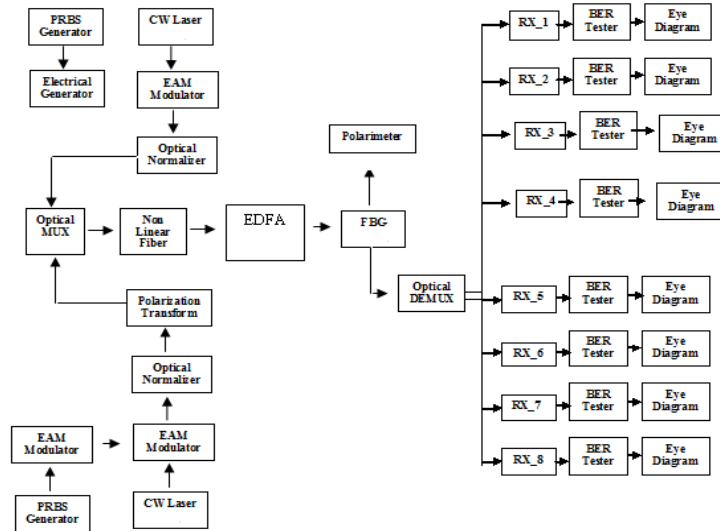 PRBS
Generator
CW Laser
Electrical
Generator
EAM
Modulator
Optical
Normalizer
Optical
MUX
Non
Linear
Fiber
EDFA
Polarimeter
FBG
Optical
DEMUX
Polarization
Transform
Optical
Normalizer
EAM
Modulator
EAM
Modulator
PRBS
Generator
CW Laser
RX_1
BER
Tester
Eye
Diagram
RX_2
BER
Tester
Eye
Diagram
RX_3
BER
Tester
Eye
Diagram
RX_4
BER
Tester
Eye
Diagram
RX_5
BER
Tester
Eye
Diagram
RX_6
BER
Tester
Eye
Diagram
RX_7
BER
Tester
Eye
Diagram
RX_8
BER
Tester
Eye
Diagram